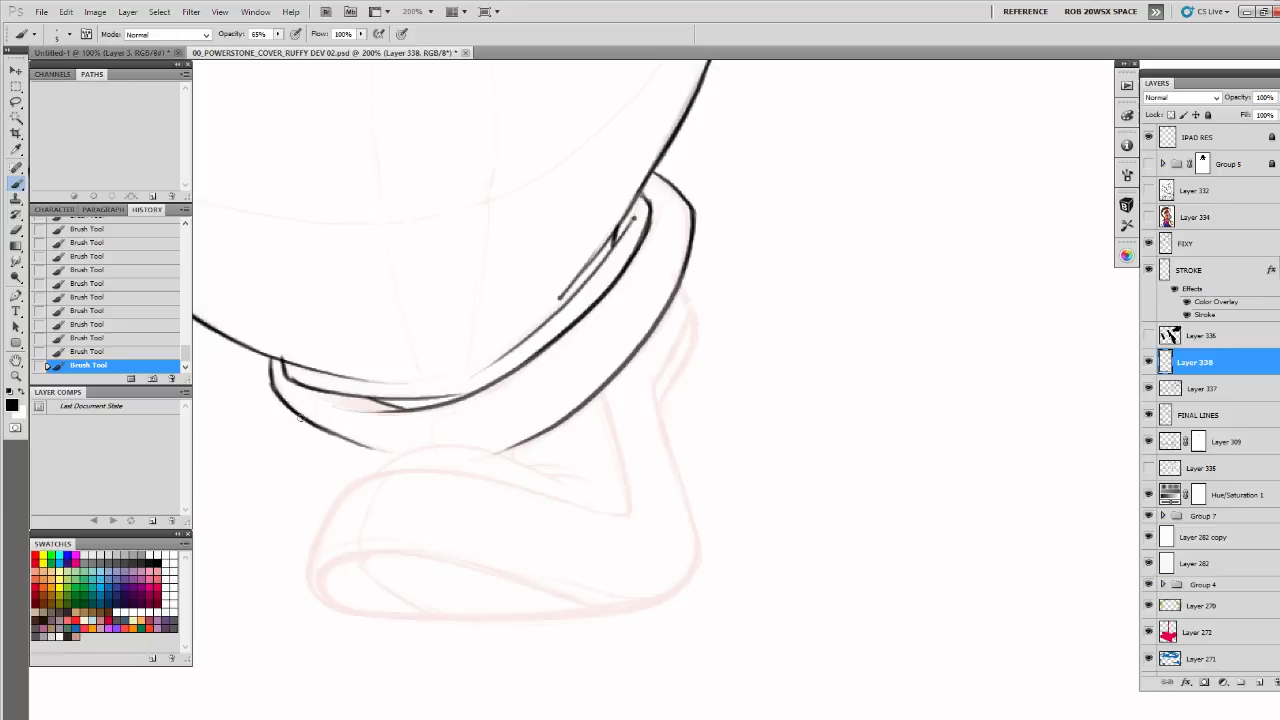 Ps File Edit Image Layer Select Filter Analysis View Window Help Br Mb 200% REFERENCE ROB 20WSX SPACE CS Live
5 Mode: Normal Opacity: 65% Flow: 100%
Untitled-1 @ 100% (Layer 3, RGB/8#) * 00_POWERSTONE_COVER_RUFFY DEV 02.psd @ 200% (Layer 338, RGB/8*) *
CHANNELS PATHS
CHARACTER PARAGRAPH HISTORY
Brush Tool
Brush Tool
Brush Tool
Brush Tool
Brush Tool
Brush Tool
Brush Tool
Brush Tool
Brush Tool
Brush Tool
Brush Tool
Brush Tool
LAYER COMPS
Last Document State
SWATCHES
LAYERS
Normal Opacity: 100%
Lock: Fill: 100%
IPAD RES
Group 5
Layer 332
Layer 334
FIXY
STROKE fx
Effects
Color Overlay
Stroke
Layer 336
Layer 338
Layer 337
FINAL LINES
Layer 309
Layer 335
Hue/Saturation 1
Group 7
Layer 282 copy
Layer 282
Group 4
Layer 270
Layer 272
Layer 271